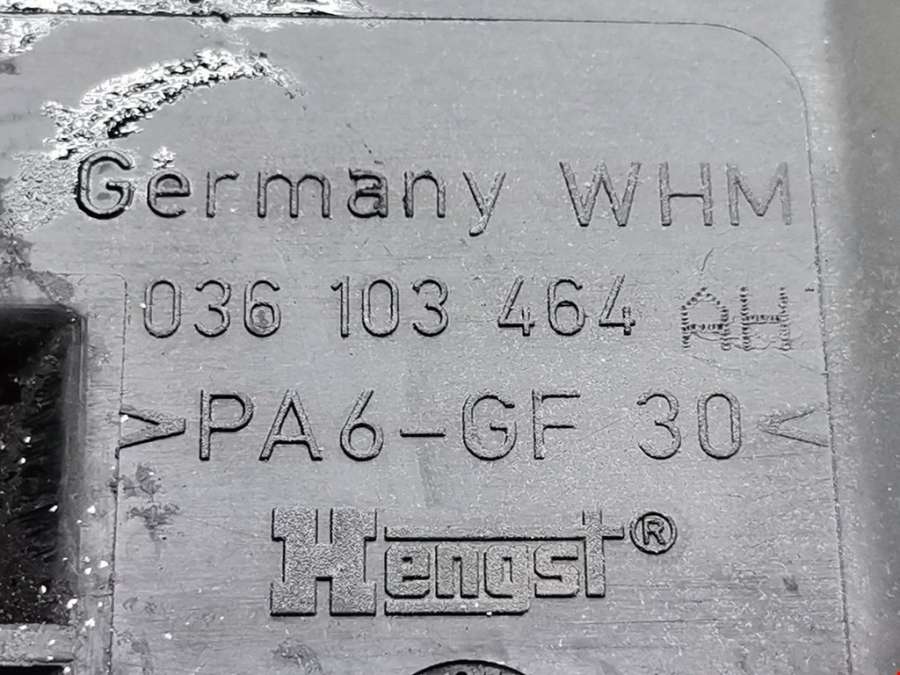 Germany WHM
036 103 464 AH
>PA6-GF 30<
Hengst®